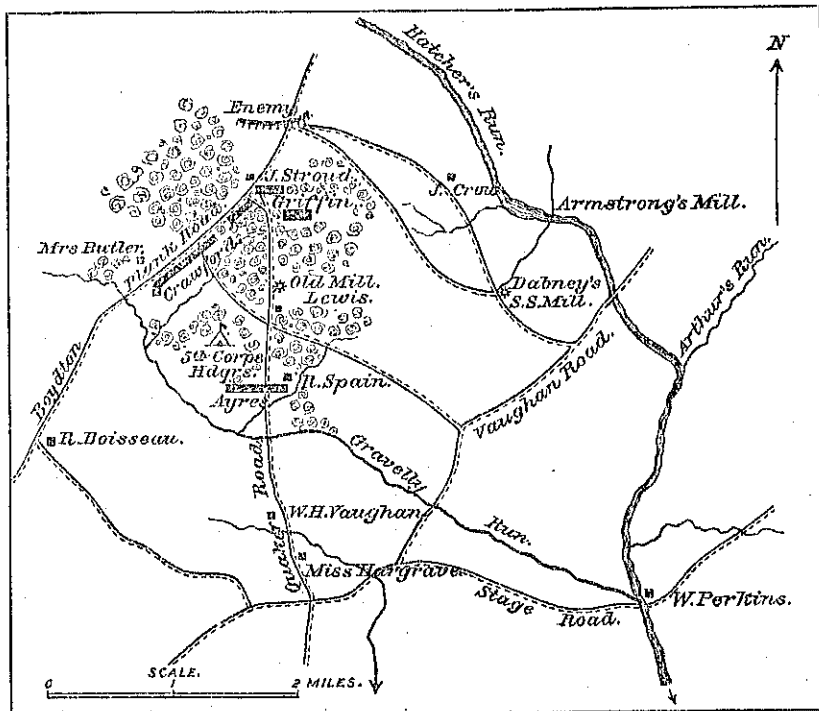 Hatcher's Run.
N
Enemy
J. Stroud
Griffin
J. Crow
Armstrong's Mill.
Mrs Butler
Plank Road
Crawford
Old Mill.
Lewis.
Dabney's
S.S. Mill.
Arthur's Run.
5th Corps
Hdqrs.
Ayres
R. Spain.
Boydton
Vaughan Road.
R. Boisseau.
Gravelly
Run.
Quaker Road.
W.H. Vaughan
Miss Hargrave
Stage
Road.
W. Perkins.
SCALE.
0 1 2 MILES.